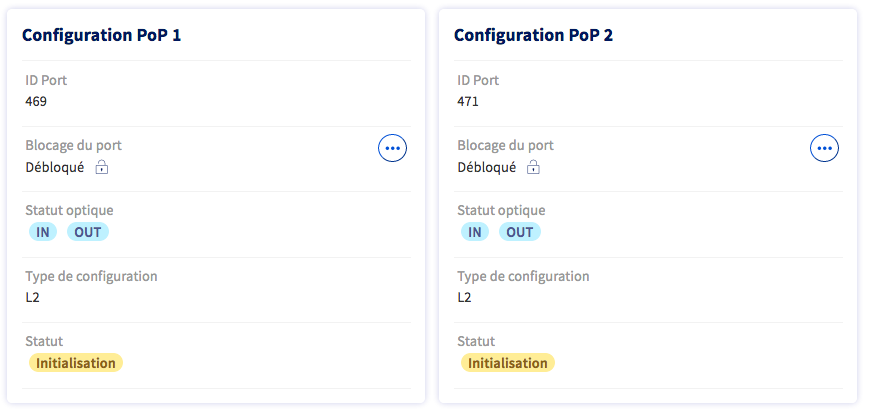 Configuration PoP 1
ID Port
469
Blocage du port
Débloqué
Statut optique
IN OUT
Type de configuration
L2
Statut
Initialisation
Configuration PoP 2
ID Port
471
Blocage du port
Débloqué
Statut optique
IN OUT
Type de configuration
L2
Statut
Initialisation